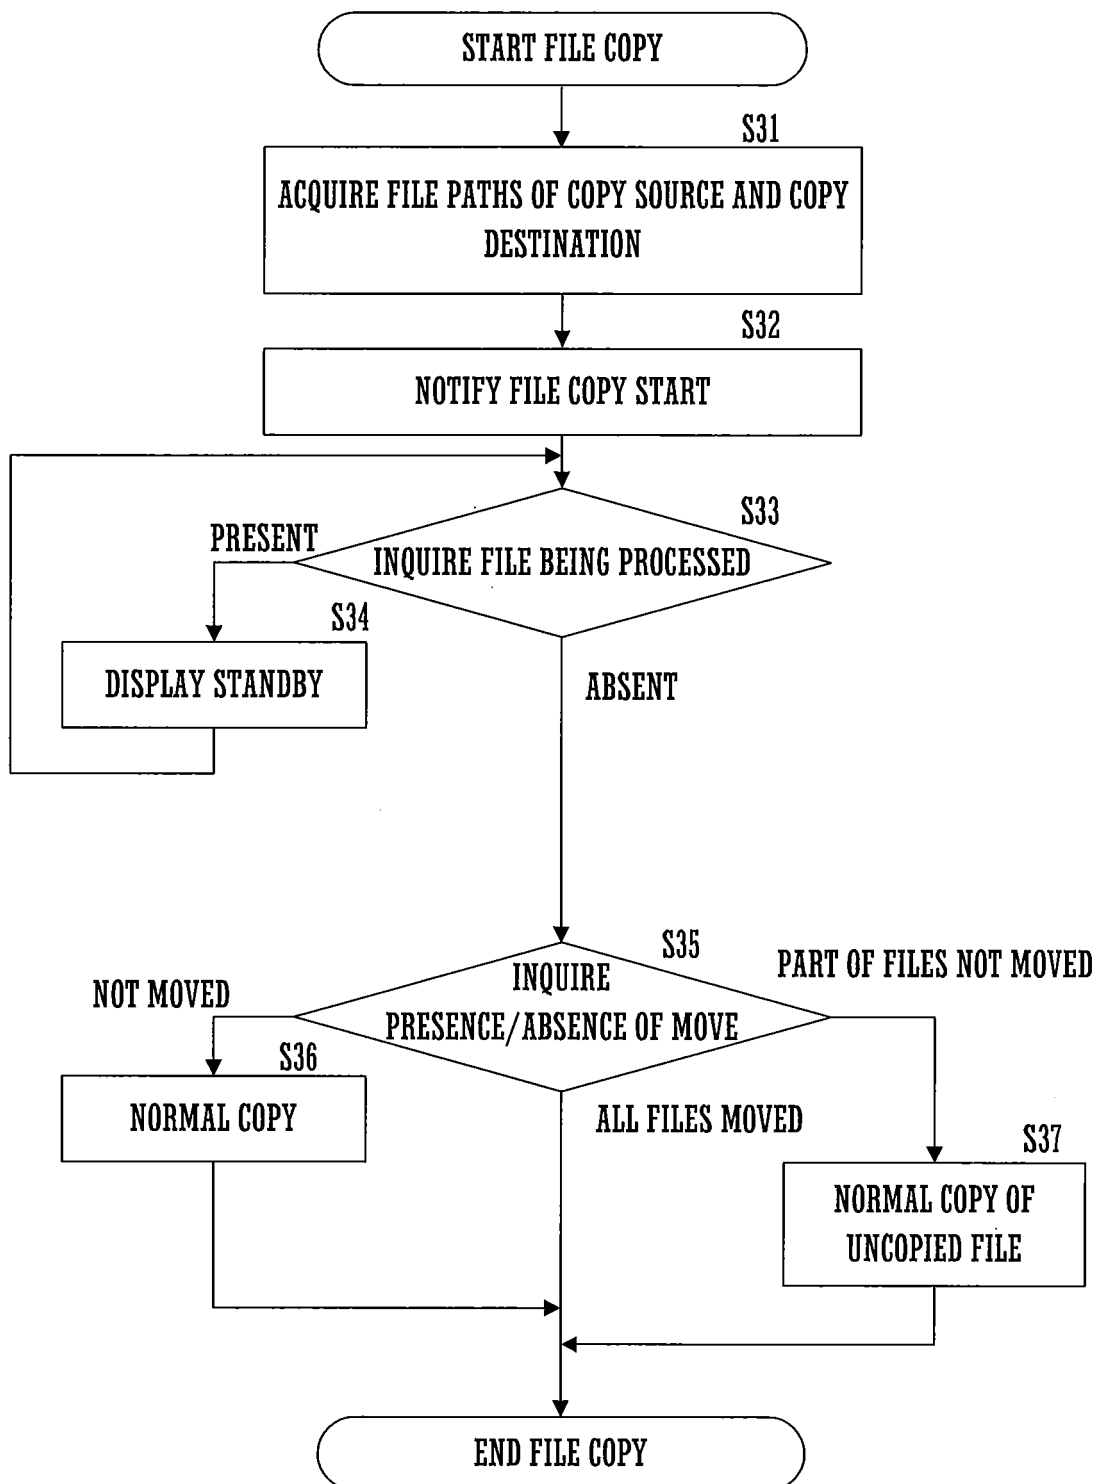 START FILE COPY
S31
ACQUIRE FILE PATHS OF COPY SOURCE AND COPY
DESTINATION
S32
NOTIFY FILE COPY START
S33
PRESENT
INQUIRE FILE BEING PROCESSED
S34
DISPLAY STANDBY
ABSENT
S35
PART OF FILES NOT MOVED
NOT MOVED
INQUIRE
PRESENCE/ABSENCE OF MOVE
S36
NORMAL COPY
ALL FILES MOVED
S37
NORMAL COPY OF
UNCOPIED FILE
END FILE COPY